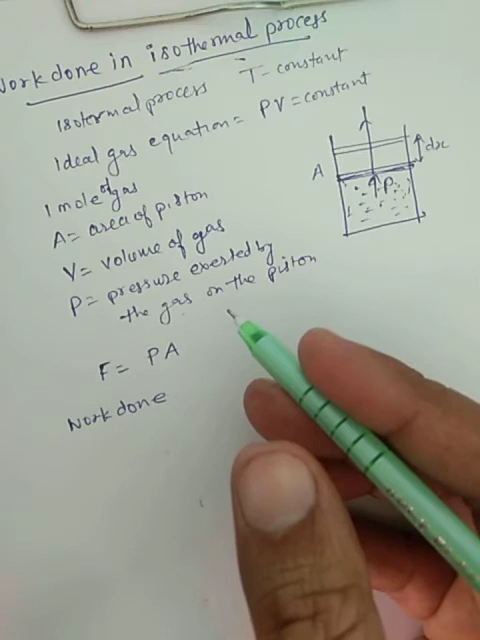 Work done in isothermal process
Isotermal process T = constant
Ideal gas equation = PV = constant
1 mole of gas
A = area of piston
V = volume of gas
P = pressure exerted by
the gas on the piston
F = PA
Work done
A
P
dx